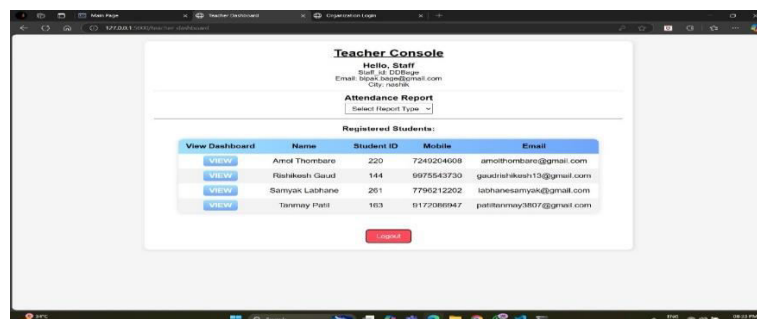 Main Page
Teacher Dashboard
Organization Login
127.0.0.1:5000/teacher-dashboard
Teacher Console
Hello, Staff
Staff_id: DDBage
Email: bipak.bage@gmail.com
City: nashik
Attendance Report
Select Report Type
Registered Students:
View Dashboard Name Student ID Mobile Email
VIEW Amol Thombare 220 7249204608 amolthombare@gmail.com
VIEW Rishikesh Gaud 144 9975543730 gaudrishikesh13@gmail.com
VIEW Samyak Labhane 261 7796212202 labhanesamyak@gmail.com
VIEW Tanmay Patil 163 9172086947 patiltanmay3807@gmail.com
Logout
ENG